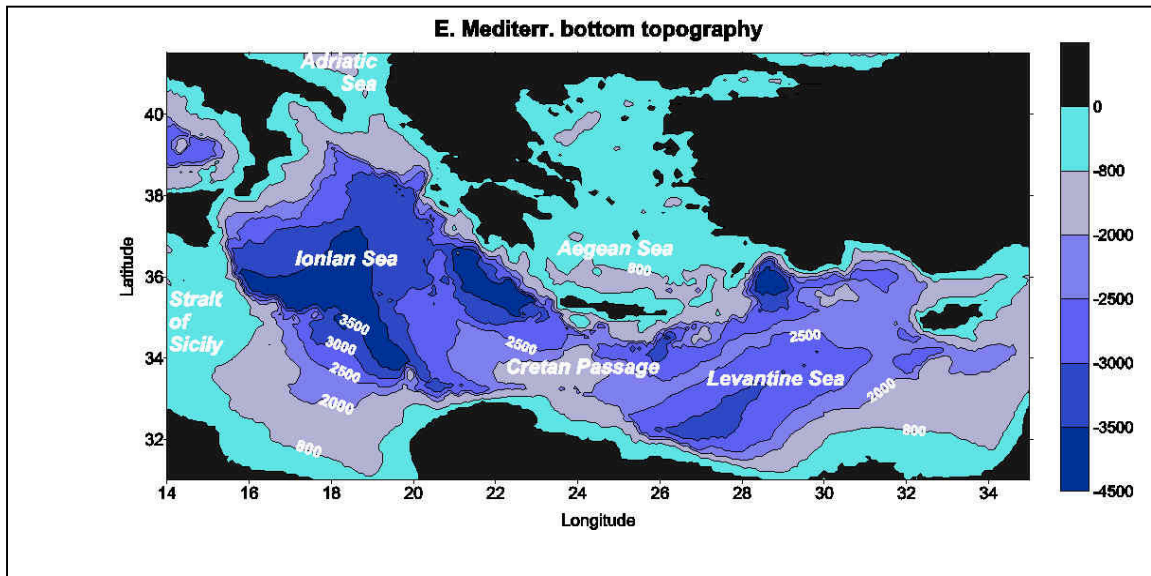 E. Mediterr. bottom topography
Adriatic
Sea
Aegean Sea
800
Ionian Sea
Strait
of
Sicily
3500
3000
2500
2000
800
2500
Cretan Passage
2500
Levantine Sea
2000
800
40
38
36
34
32
Latitude
14
16
18
20
22
24
26
28
30
32
34
Longitude
0
-800
-2000
-2500
-3000
-3500
-4500